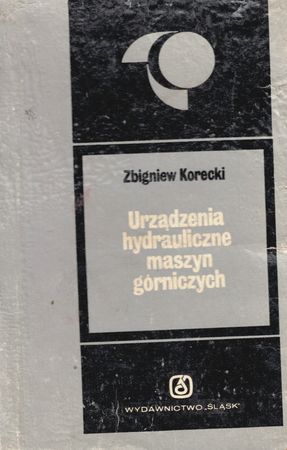 Zbigniew Korecki
Urządzenia
hydrauliczne
maszyn
górniczych
WYDAWNICTWO „ŚLĄSK"